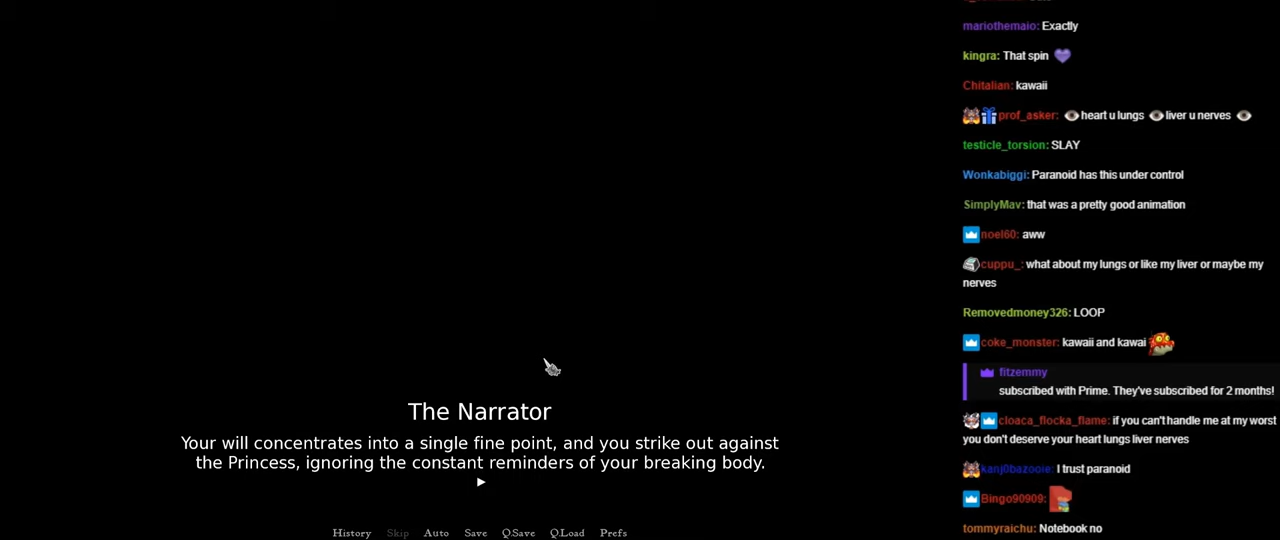 The Narrator
Your will concentrates into a single fine point, and you strike out against
the Princess, ignoring the constant reminders of your breaking body.
History Skip Auto Save Q.Save Q.Load Prefs
mariothemaio: Exactly
kingra: That spin
Chitalian: kawaii
prof_asker: heart u lungs liver u nerves
testicle_torsion: SLAY
Wonkabiggi: Paranoid has this under control
SimplyMav: that was a pretty good animation
noel60: aww
cuppu_: what about my lungs or like my liver or maybe my
nerves
Removedmoney326: LOOP
coke_monster: kawaii and kawai
fitzemmy
subscribed with Prime. They've subscribed for 2 months!
cloaca_flocka_flame: if you can't handle me at my worst
you don't deserve your heart lungs liver nerves
kanj0bazooie: I trust paranoid
Bingo90909:
tommyraichu: Notebook no